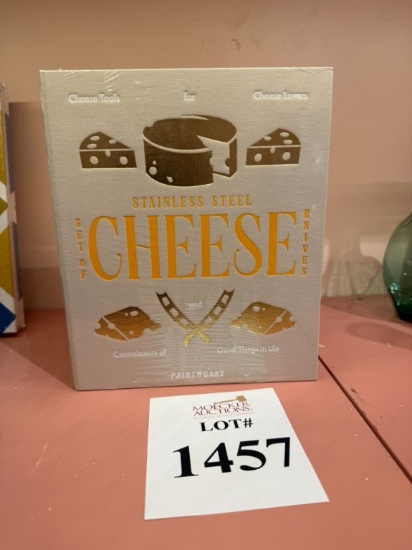 Cheese Tools for Cheese Lovers
STAINLESS STEEL
SET OF CHEESE KNIVES
and
Connoisseurs of Good Things in Life
PRINTWORKS
MOECKER
AUCTIONS
LOT#
1457